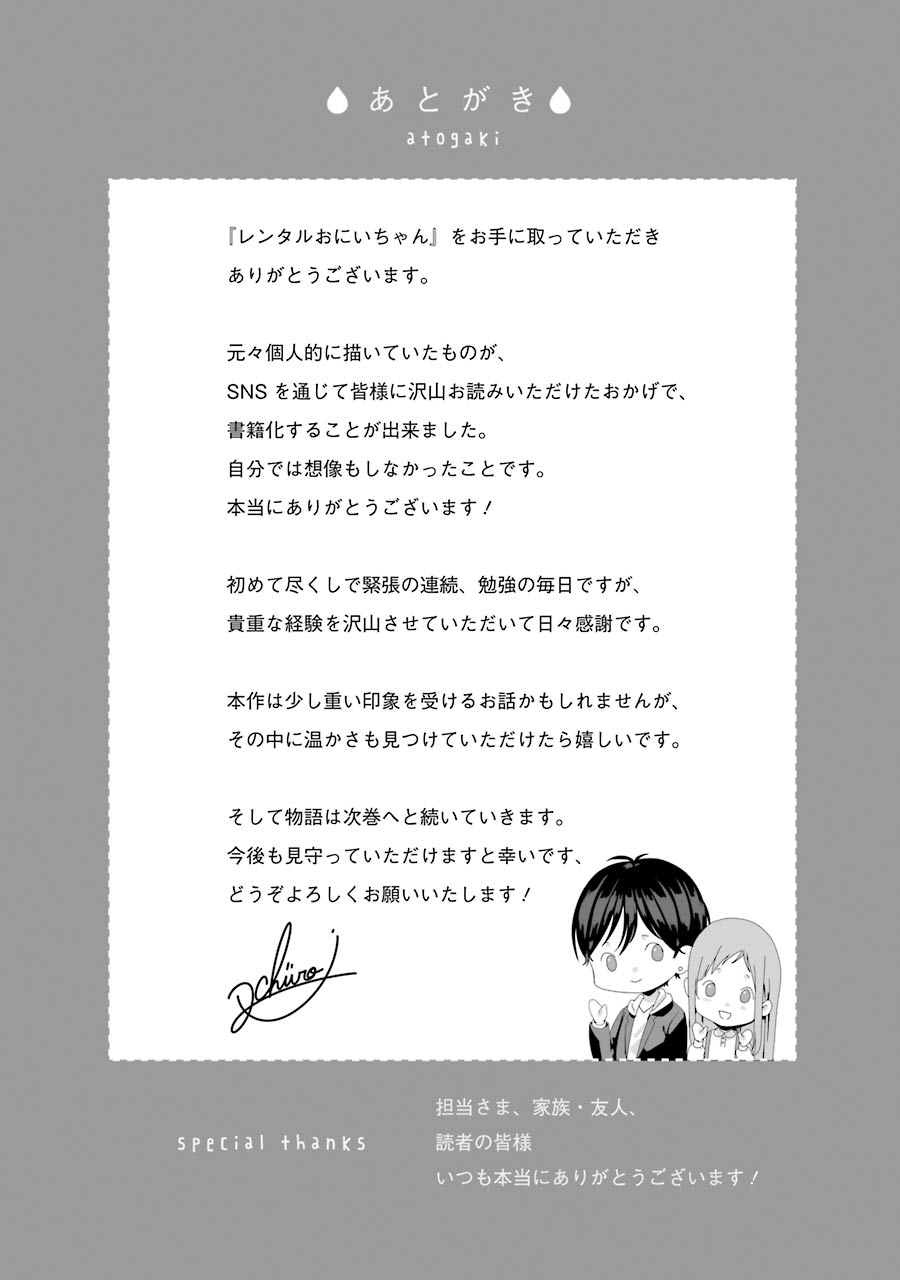 あとがき
atogaki
『レンタルおにいちゃん』をお手に取っていただき
ありがとうございます。
元々個人的に描いていたものが、
SNSを通じて皆様に沢山お読みいただけたおかげで、
書籍化することが出来ました。
自分では想像もしなかったことです。
本当にありがとうございます!
初めて尽くしで緊張の連続、勉強の毎日ですが、
貴重な経験を沢山させていただいて日々感謝です。
本作は少し重い印象を受けるお話かもしれませんが、
その中に温かさも見つけていただけたら嬉しいです。
そして物語は次巻へと続いていきます。
今後も見守っていただけますと幸いです、
どうぞよろしくお願いいたします!
special thanks
担当さま、家族・友人、
読者の皆様
いつも本当にありがとうございます!